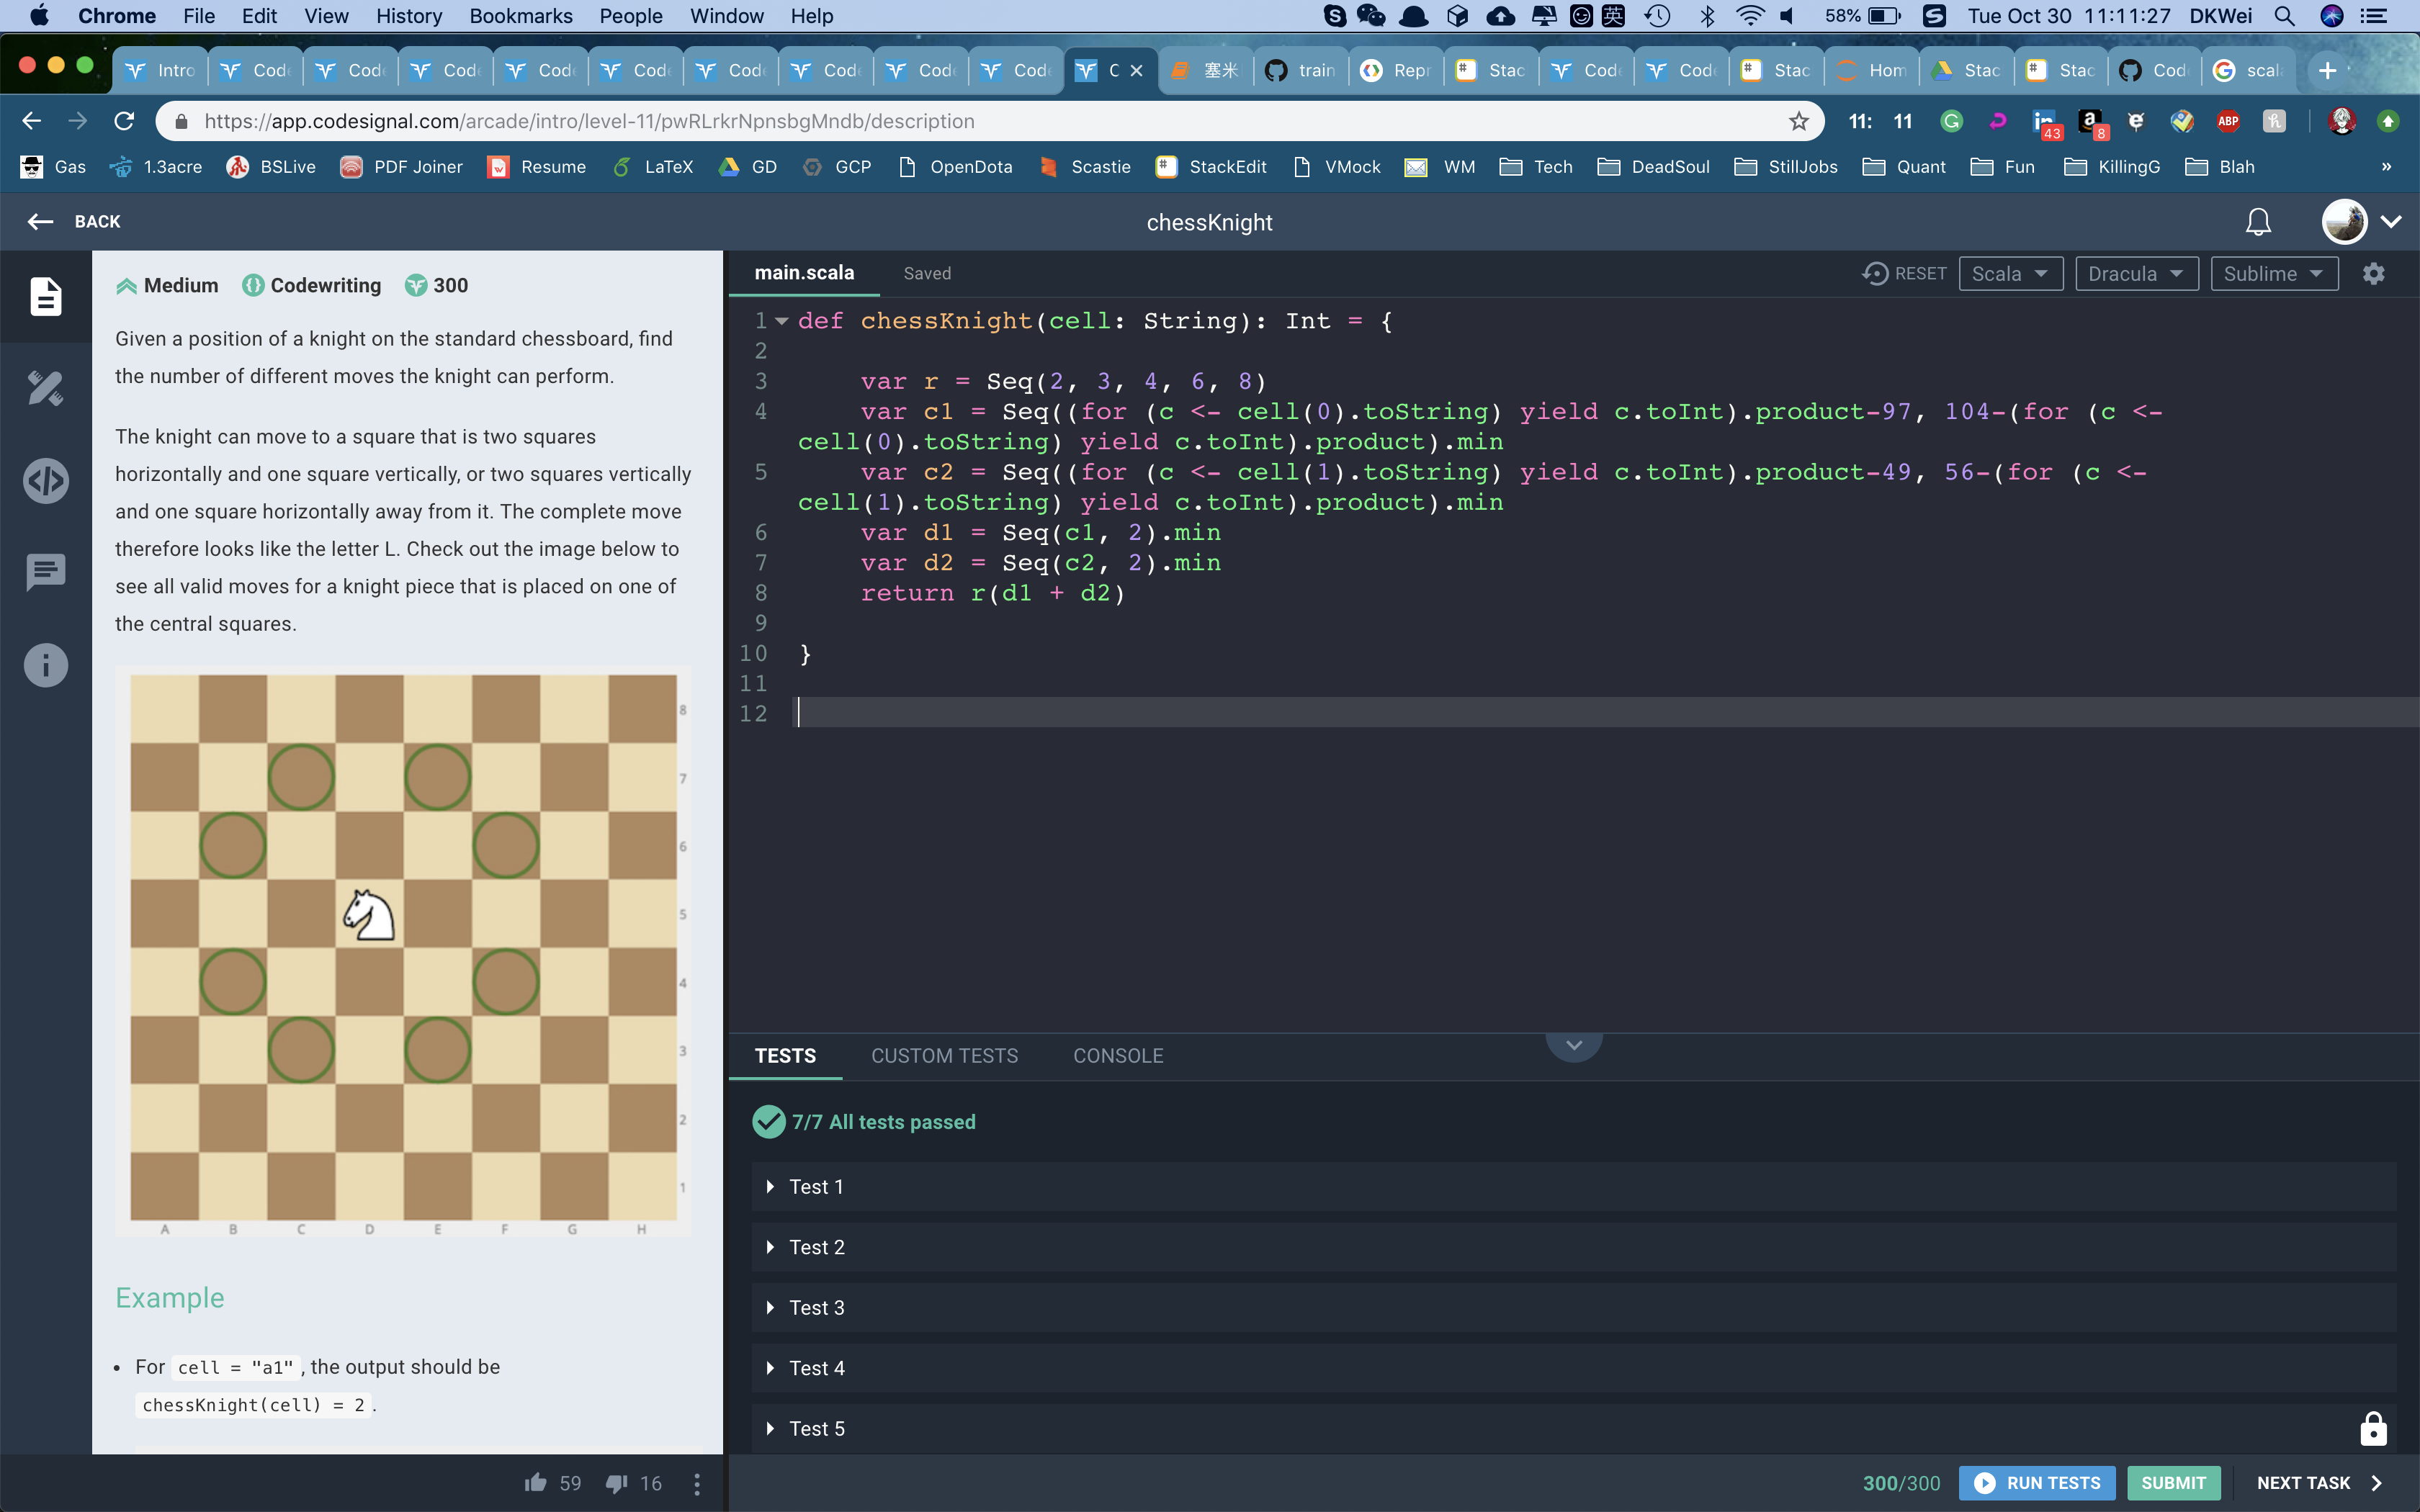 Chrome File Edit View History Bookmarks People Window Help 英 58% Tue Oct 30 11:11:27 DKWei
Intro Code Code Code Code Code Code Code Code Code C 塞米 train Repr Stac Code Code Stac Hom Stac Stac Cod scal
https://app.codesignal.com/arcade/intro/level-11/pwRLrkrNpnsbgMndb/description 11: 11 43 8 ABP
Gas 1.3acre BSLive PDF Joiner Resume LaTeX GD GCP OpenDota Scastie StackEdit VMock WM Tech DeadSoul StillJobs Quant Fun KillingG Blah »
BACK chessKnight
Medium Codewriting 300
Given a position of a knight on the standard chessboard, find
the number of different moves the knight can perform.
The knight can move to a square that is two squares
horizontally and one square vertically, or two squares vertically
and one square horizontally away from it. The complete move
therefore looks like the letter L. Check out the image below to
see all valid moves for a knight piece that is placed on one of
the central squares.
8
7
6
5
4
3
2
1
A B C D E F G H
Example
• For cell = "a1", the output should be
chessKnight(cell) = 2.
59 16
main.scala Saved RESET Scala Dracula Sublime
1 def chessKnight(cell: String): Int = {
2
3 var r = Seq(2, 3, 4, 6, 8)
4 var c1 = Seq((for (c <- cell(0).toString) yield c.toInt).product-97, 104-(for (c <-
cell(0).toString) yield c.toInt).product).min
5 var c2 = Seq((for (c <- cell(1).toString) yield c.toInt).product-49, 56-(for (c <-
cell(1).toString) yield c.toInt).product).min
6 var d1 = Seq(c1, 2).min
7 var d2 = Seq(c2, 2).min
8 return r(d1 + d2)
9
10 }
11
12
TESTS CUSTOM TESTS CONSOLE
7/7 All tests passed
Test 1
Test 2
Test 3
Test 4
Test 5
300/300 RUN TESTS SUBMIT NEXT TASK